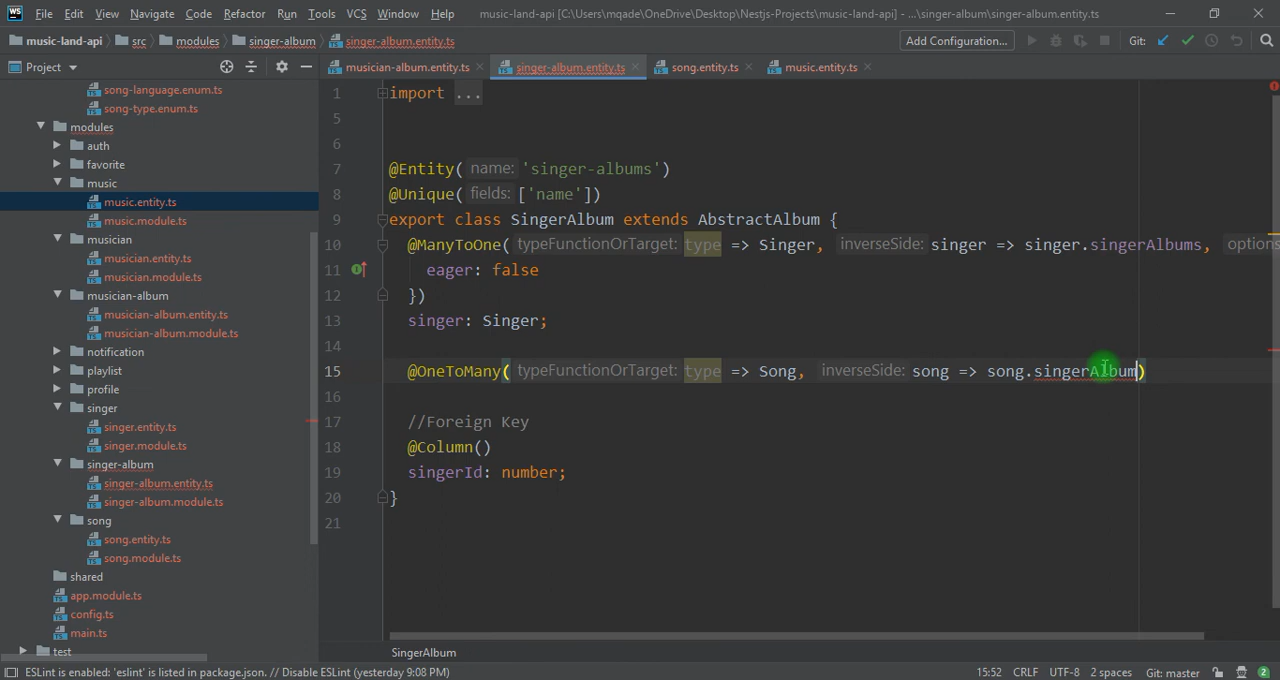 WS File Edit View Navigate Code Refactor Run Tools VCS Window Help music-land-api [C:\Users\mqade\OneDrive\Desktop\Nestjs-Projects\music-land-api] - ...\singer-album\singer-album.entity.ts
music-land-api src modules singer-album singer-album.entity.ts Add Configuration... Git:
Project musician-album.entity.ts singer-album.entity.ts song.entity.ts music.entity.ts
song-language.enum.ts
song-type.enum.ts
modules
auth
favorite
music
music.entity.ts
music.module.ts
musician
musician.entity.ts
musician.module.ts
musician-album
musician-album.entity.ts
musician-album.module.ts
notification
playlist
profile
singer
singer.entity.ts
singer.module.ts
singer-album
singer-album.entity.ts
singer-album.module.ts
song
song.entity.ts
song.module.ts
shared
app.module.ts
config.ts
main.ts
test
1 import ...
5
6
7 @Entity( name: 'singer-albums')
8 @Unique( fields: ['name'])
9 export class SingerAlbum extends AbstractAlbum {
10 @ManyToOne( typeFunctionOrTarget: type => Singer, inverseSide: singer => singer.singerAlbums, options
11 eager: false
12 })
13 singer: Singer;
14
15 @OneToMany( typeFunctionOrTarget: type => Song, inverseSide: song => song.singerAlbum)
16
17 //Foreign Key
18 @Column()
19 singerId: number;
20 }
21
SingerAlbum
ESLint is enabled: 'eslint' is listed in package.json. // Disable ESLint (yesterday 9:08 PM) 15:52 CRLF UTF-8 2 spaces Git: master 2